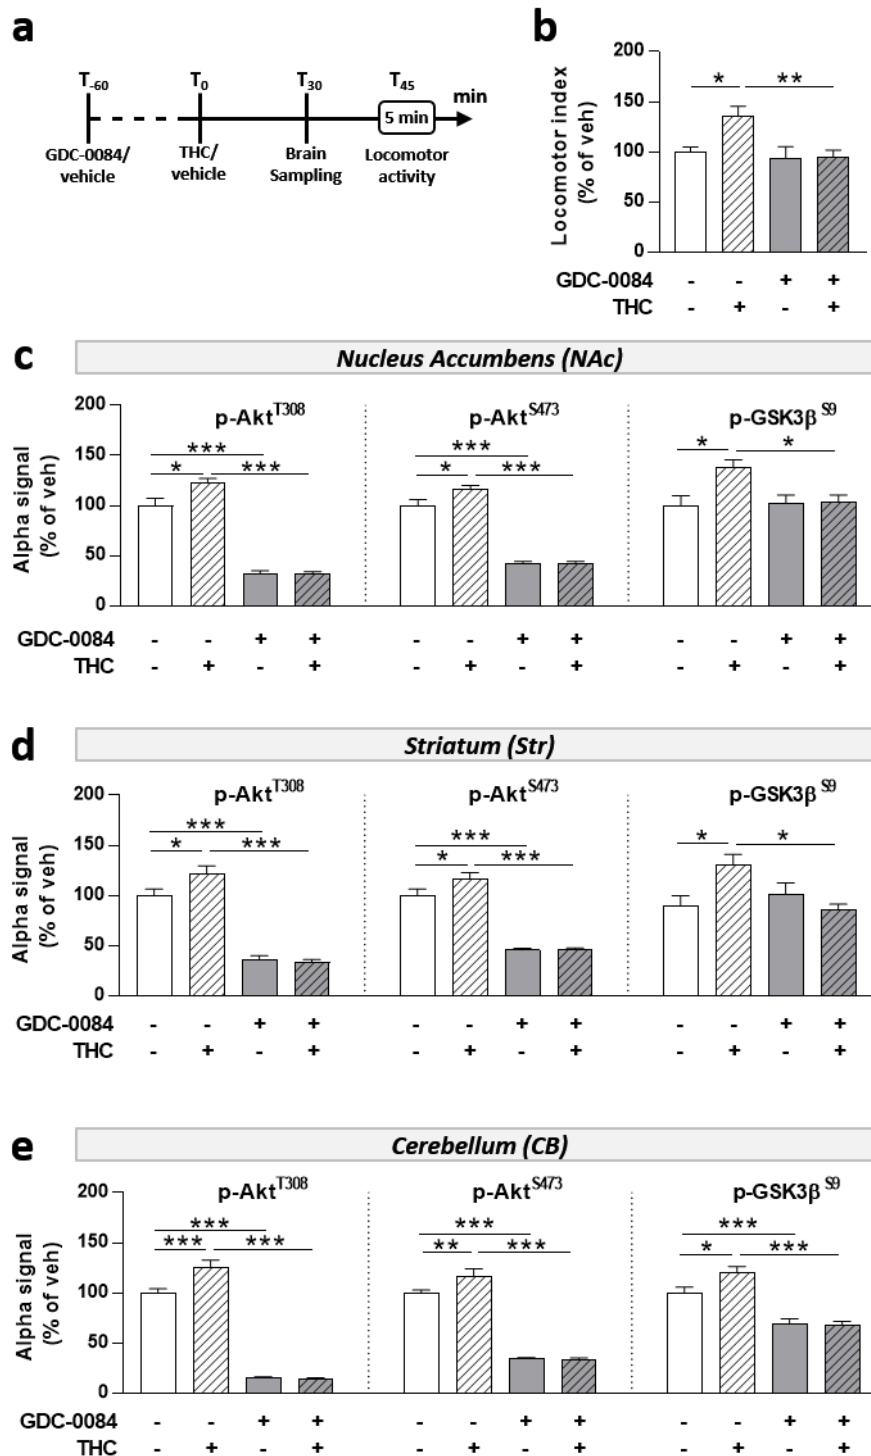 a
T-60 T0 T30 T45
min
5 min
GDC-0084/ THC/ Brain Locomotor
vehicle vehicle Sampling activity
b
Locomotor index
(% of veh)
200
150
100
50
0
* **
GDC-0084 - - + +
THC - + - +
c
Nucleus Accumbens (NAc)
Alpha signal
(% of veh)
200
150
100
50
0
p-AktT308 p-AktS473 p-GSK3β S9
*** ***
* *** * *** * *
GDC-0084 - - + + - - + + - - + +
THC - + - + - + - + - + - +
d
Striatum (Str)
Alpha signal
(% of veh)
200
150
100
50
0
p-AktT308 p-AktS473 p-GSK3β S9
*** ***
* *** * *** * *
GDC-0084 - - + + - - + + - - + +
THC - + - + - + - + - + - +
e
Cerebellum (CB)
Alpha signal
(% of veh)
200
150
100
50
0
p-AktT308 p-AktS473 p-GSK3β S9
*** *** ***
*** *** ** *** * ***
GDC-0084 - - + + - - + + - - + +
THC - + - + - + - + - + - +